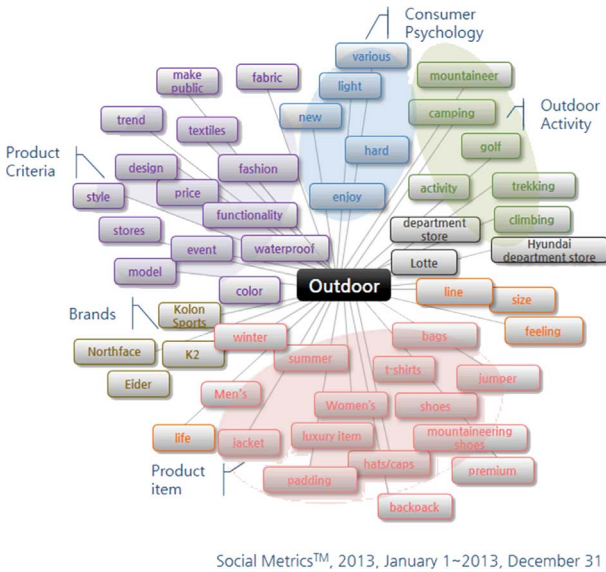 Consumer
Psychology
various
mountaineer
make
public
fabric
light
camping
Outdoor
Activity
trend
textiles
new
golf
Product
Criteria
hard
design
fashion
style
price
enjoy
activity
trekking
functionality
climbing
stores
department
store
event
waterproof
Hyundai
department store
model
Lotte
color
Outdoor
line
size
Brands
Kolon
Sports
feeling
winter
bags
Northface
K2
summer
t-shirts
jumper
Eider
Men's
Women's
shoes
life
jacket
luxury item
mountaineering
shoes
Product
item
hats/caps
premium
padding
backpack
Social Metrics™, 2013, January 1~2013, December 31